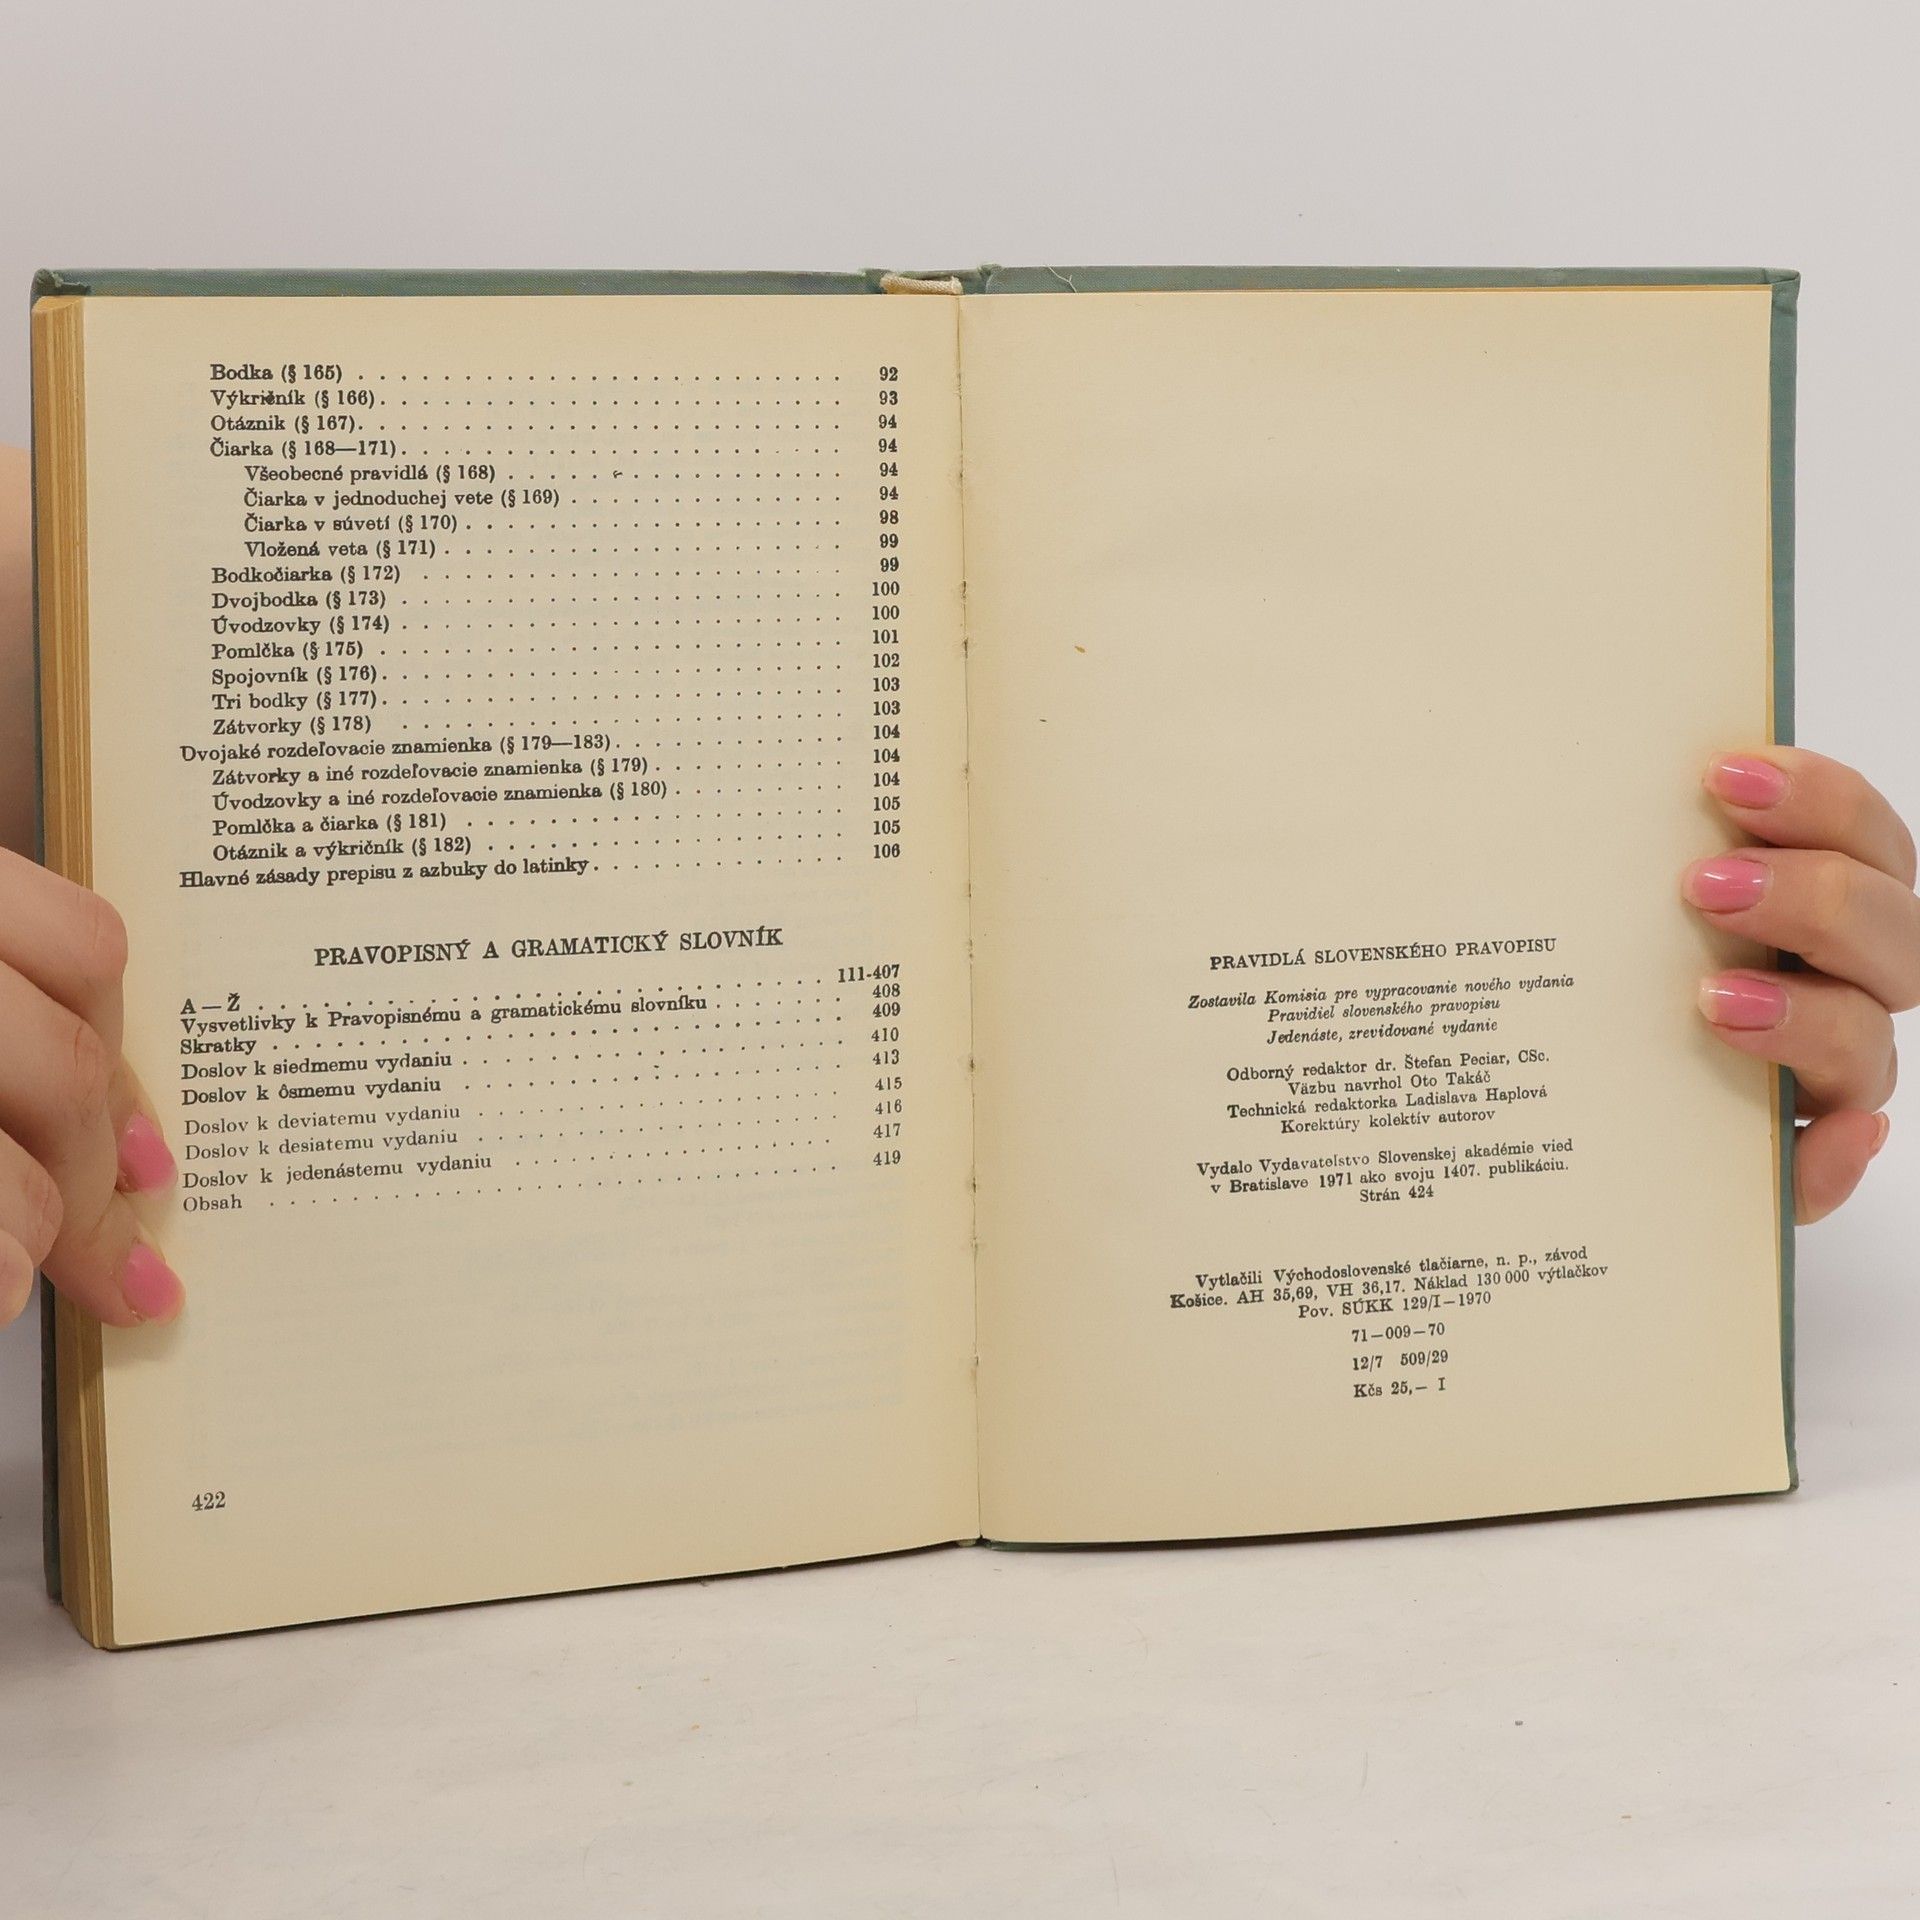 Bodka (§ 165) . . . . . . . . . . . . . . . . . . . . . . . 92
Výkričník (§ 166) . . . . . . . . . . . . . . . . . . . . . . 93
Otáznik (§ 167) . . . . . . . . . . . . . . . . . . . . . . . 94
Čiarka (§ 168—171) . . . . . . . . . . . . . . . . . . . . . 94
Všeobecné pravidlá (§ 168) . . . . . . . . . . . . . . . . 94
Čiarka v jednoduchej vete (§ 169) . . . . . . . . . . . . . 94
Čiarka v súvetí (§ 170) . . . . . . . . . . . . . . . . . . 98
Vložená veta (§ 171) . . . . . . . . . . . . . . . . . . . 99
Bodkočiarka (§ 172) . . . . . . . . . . . . . . . . . . . . 99
Dvojbodka (§ 173) . . . . . . . . . . . . . . . . . . . . . 100
Úvodzovky (§ 174) . . . . . . . . . . . . . . . . . . . . . 100
Pomlčka (§ 175) . . . . . . . . . . . . . . . . . . . . . . 101
Spojovník (§ 176) . . . . . . . . . . . . . . . . . . . . . 102
Tri bodky (§ 177) . . . . . . . . . . . . . . . . . . . . . 103
Zátvorky (§ 178) . . . . . . . . . . . . . . . . . . . . . 103
Dvojaké rozdeľovacie znamienka (§ 179—183) . . . . . . . . . . . 104
Zátvorky a iné rozdeľovacie znamienka (§ 179) . . . . . . . . . 104
Úvodzovky a iné rozdeľovacie znamienka (§ 180) . . . . . . . . 104
Pomlčka a čiarka (§ 181) . . . . . . . . . . . . . . . . . . 105
Otáznik a výkričník (§ 182) . . . . . . . . . . . . . . . . . 105
Hlavné zásady prepisu z azbuky do latinky . . . . . . . . . . . . 106
PRAVOPISNÝ A GRAMATICKÝ SLOVNÍK
A — Ž . . . . . . . . . . . . . . . . . . . . . . . . . . . 111-407
Vysvetlivky k Pravopisnému a gramatickému slovníku . . . . . . . 408
Skratky . . . . . . . . . . . . . . . . . . . . . . . . . . . 409
Doslov k siedmemu vydaniu . . . . . . . . . . . . . . . . . . . 410
Doslov k ôsmemu vydaniu . . . . . . . . . . . . . . . . . . . 413
Doslov k deviatemu vydaniu . . . . . . . . . . . . . . . . . . 415
Doslov k desiatemu vydaniu . . . . . . . . . . . . . . . . . . 416
Doslov k jedenástemu vydaniu . . . . . . . . . . . . . . . . 417
Obsah . . . . . . . . . . . . . . . . . . . . . . . . . . . 419
422
PRAVIDLÁ SLOVENSKÉHO PRAVOPISU
Zostavila Komisia pre vypracovanie nového vydania
Pravidiel slovenského pravopisu
Jedenáste, zrevidované vydanie
Odborný redaktor dr. Štefan Peciar, CSc.
Väzbu navrhol Oto Takáč
Technická redaktorka Ladislava Haplová
Korektúry kolektív autorov
Vydalo Vydavateľstvo Slovenskej akadémie vied
v Bratislave 1971 ako svoju 1407. publikáciu.
Strán 424
Vytlačili Východoslovenské tlačiarne, n. p., závod
Košice. AH 35,69, VH 36,17. Náklad 130 000 výtlačkov
Pov. SÚKK 129/I—1970
71—009—70
12/7 509/29
Kčs 25,— I